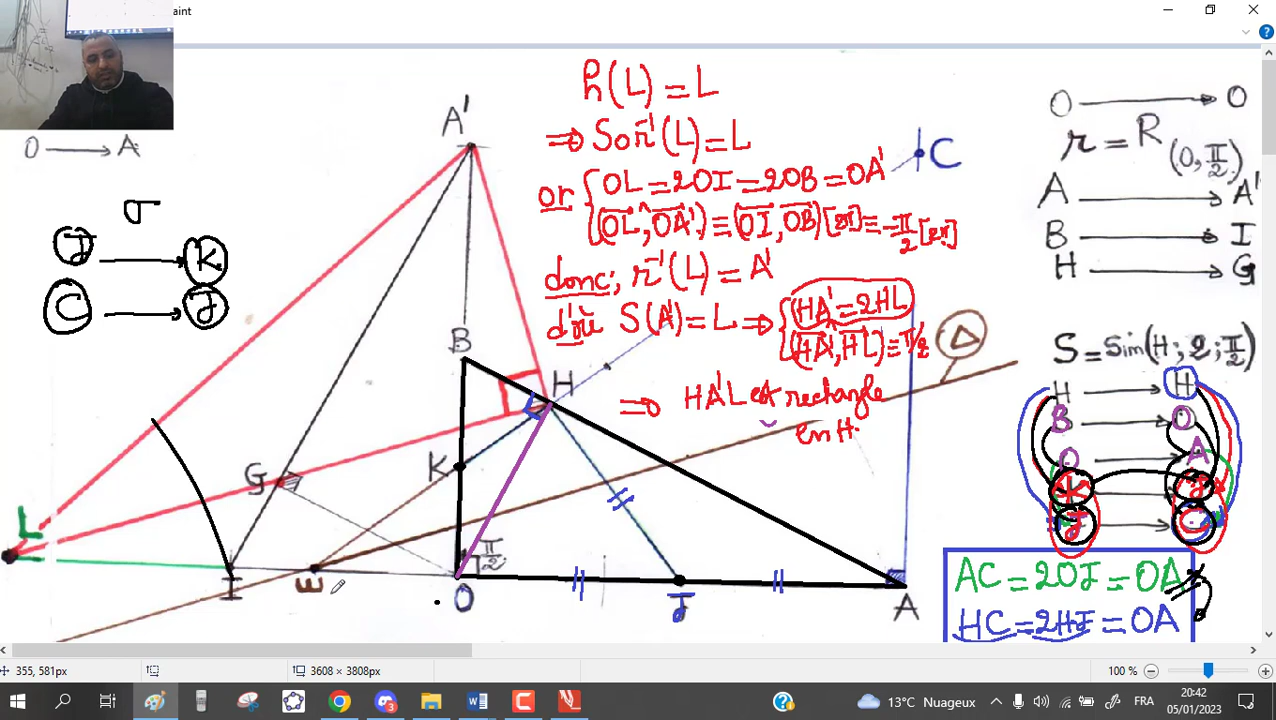 aint
O → A
σ
J → K
C → J
A'
B
H
K
G
L
I
ω
O
J
A
C
Δ
π/2
h(L) = L
⇒ Sor⁻¹(L) = L
or { OL = 2OI = 2OB = OA'
(OL, OA') ≡ (OI, OB)[2π] ≡ -π/2 [2π]
donc; r⁻¹(L) = A'
d'où S(A') = L ⇒ { HA' = 2HL
(HA', HL) ≡ π/2
⇒ HA'L est rectangle
en H.
O → O
r = R(O, π/2)
A → A'
B → I
H → G
S = Sim(H; 2; π/2)
H → H
B → O
O → A
K → J
J → C
AC = 2OJ = OA
HC = 2HJ = OA
355, 581px
3608 × 3808px
100 %
13°C Nuageux
FRA
20:42
05/01/2023